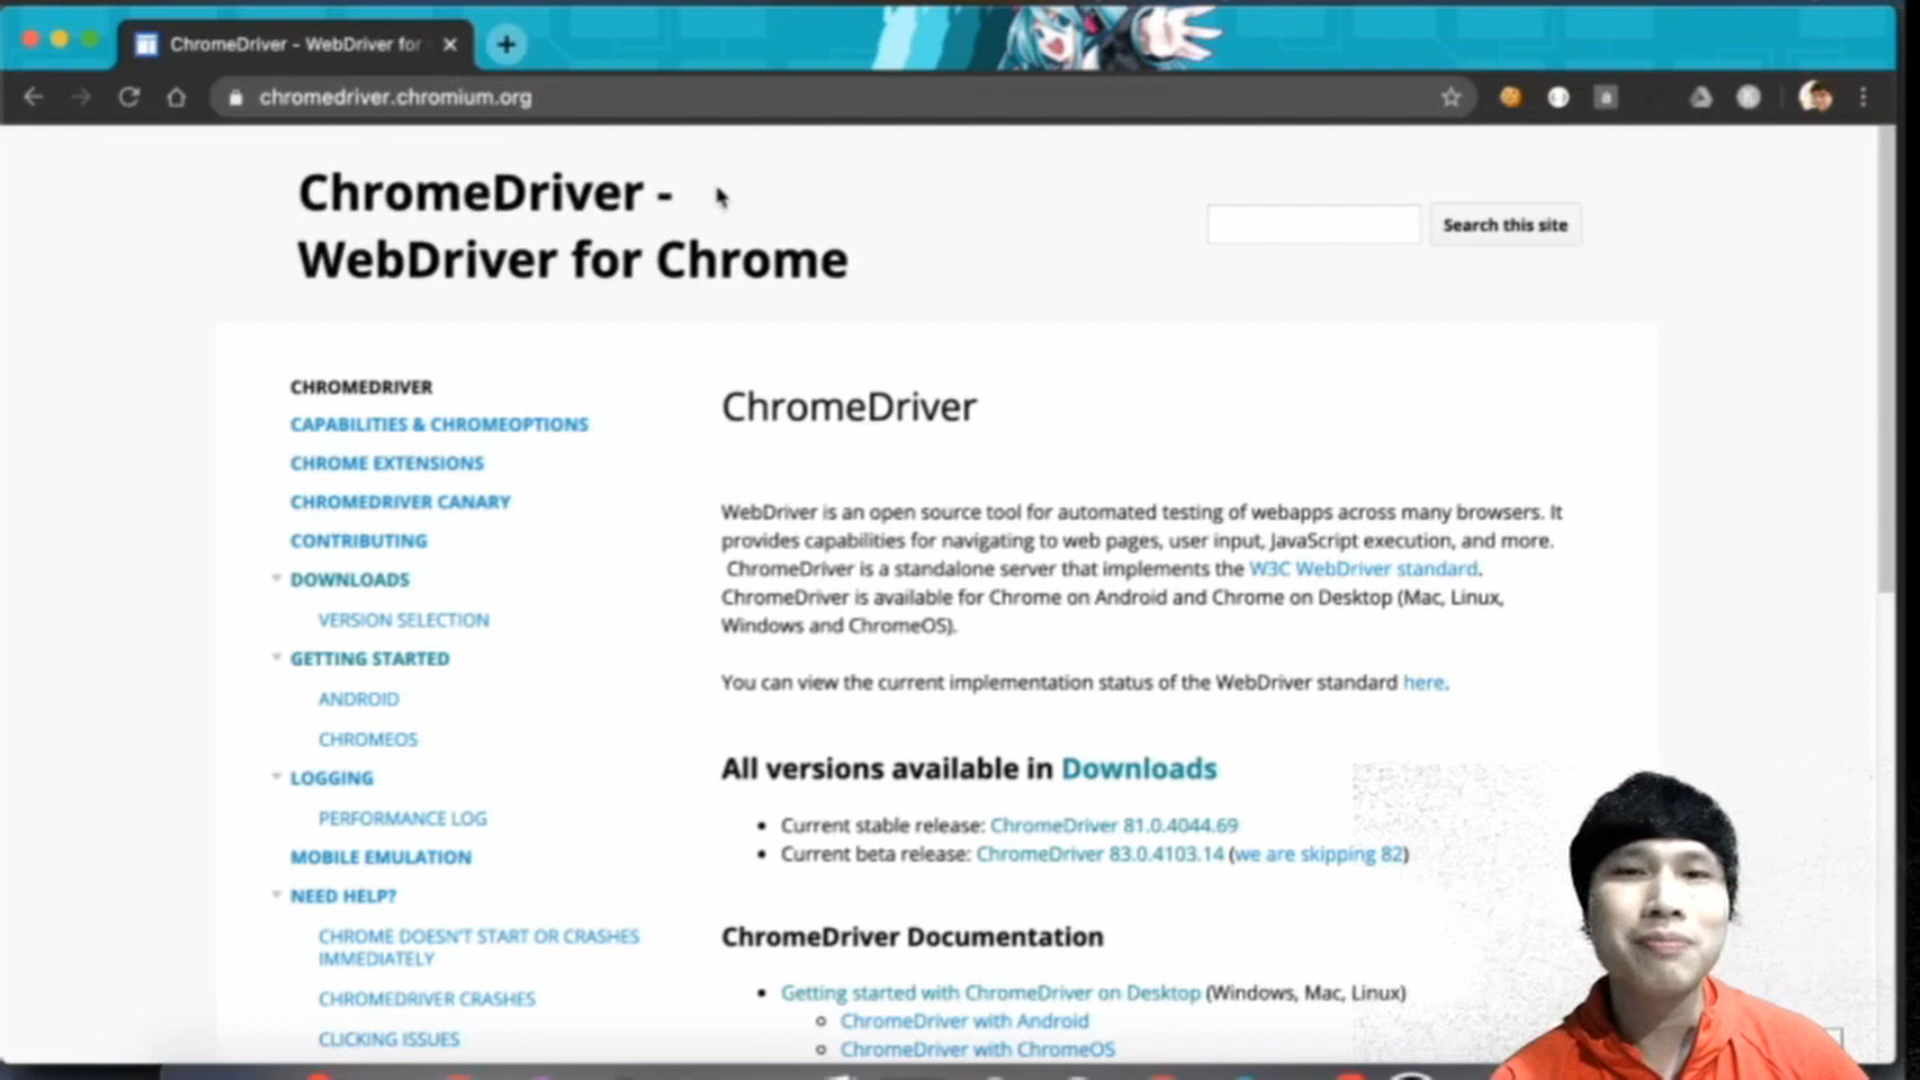 ChromeDriver - WebDriver for
chromedriver.chromium.org
ChromeDriver -
WebDriver for Chrome
Search this site
CHROMEDRIVER
CAPABILITIES & CHROMEOPTIONS
CHROME EXTENSIONS
CHROMEDRIVER CANARY
CONTRIBUTING
DOWNLOADS
VERSION SELECTION
GETTING STARTED
ANDROID
CHROMEOS
LOGGING
PERFORMANCE LOG
MOBILE EMULATION
NEED HELP?
CHROME DOESN'T START OR CRASHES
IMMEDIATELY
CHROMEDRIVER CRASHES
CLICKING ISSUES
ChromeDriver
WebDriver is an open source tool for automated testing of webapps across many browsers. It
provides capabilities for navigating to web pages, user input, JavaScript execution, and more.
ChromeDriver is a standalone server that implements the W3C WebDriver standard.
ChromeDriver is available for Chrome on Android and Chrome on Desktop (Mac, Linux,
Windows and ChromeOS).
You can view the current implementation status of the WebDriver standard here.
All versions available in Downloads
Current stable release: ChromeDriver 81.0.4044.69
Current beta release: ChromeDriver 83.0.4103.14 (we are skipping 82)
ChromeDriver Documentation
Getting started with ChromeDriver on Desktop (Windows, Mac, Linux)
ChromeDriver with Android
ChromeDriver with ChromeOS